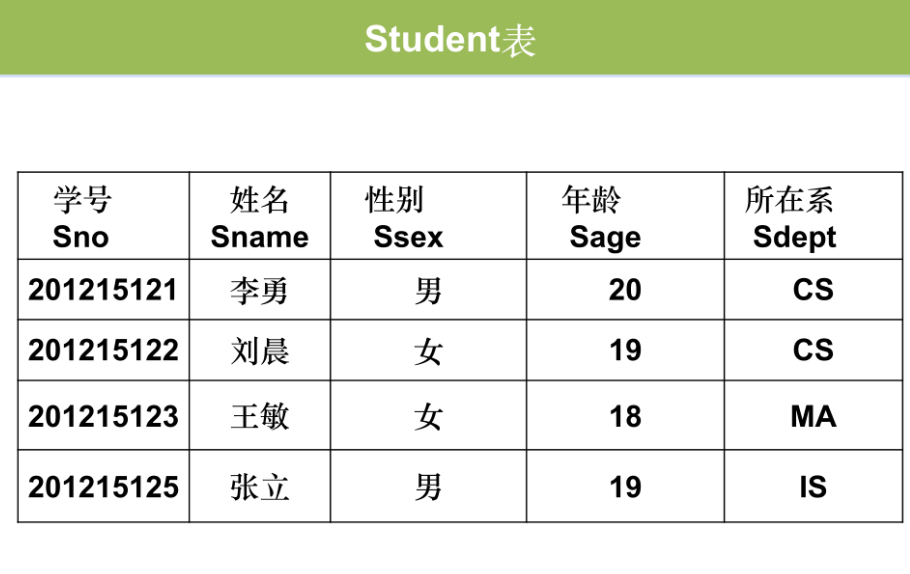 Student表
学号 姓名 性别 年龄 所在系
Sno Sname Ssex Sage Sdept
201215121 李勇 男 20 CS
201215122 刘晨 女 19 CS
201215123 王敏 女 18 MA
201215125 张立 男 19 IS